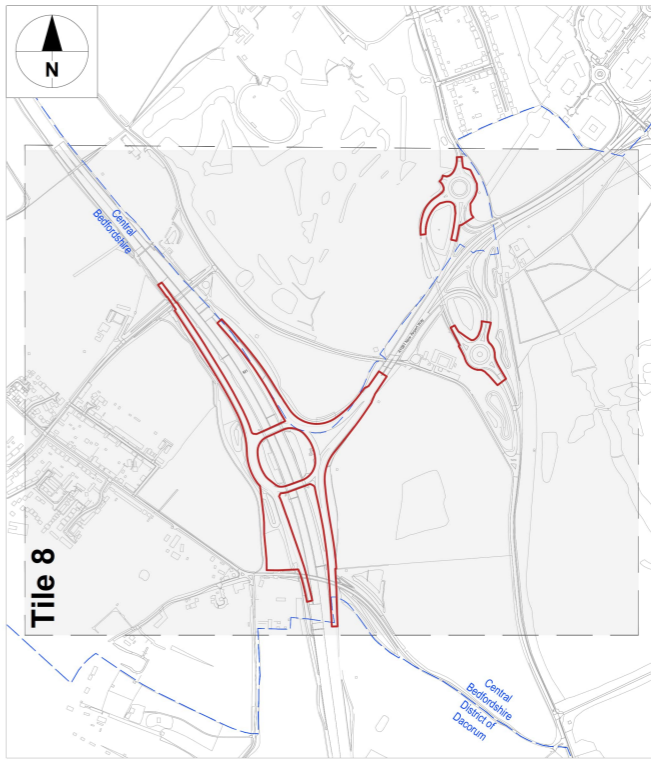 N
Central
Bedfordshire
Tile 8
Central
Bedfordshire
District of
Dacorum